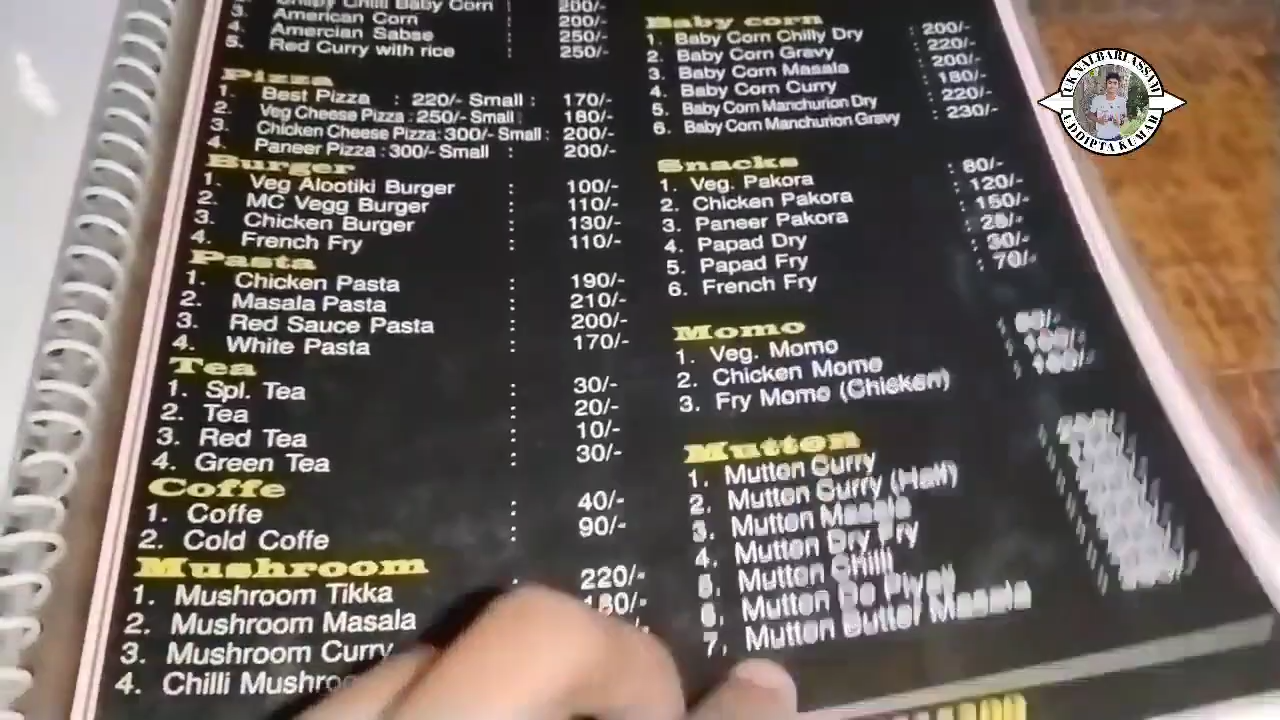 3. American Corn 200/-
4. Amercian Sabse : 250/-
5. Red Curry with rice : 250/-
Pizza
1. Best Pizza : 220/- Small : 170/-
2. Veg Cheese Pizza : 250/- Small : 180/-
3. Chicken Cheese Pizza: 300/- Small : 200/-
4. Paneer Pizza : 300/- Small : 200/-
Burger
1. Veg Alootiki Burger : 100/-
2. MC Vegg Burger : 110/-
3. Chicken Burger : 130/-
4. French Fry : 110/-
Pasta
1. Chicken Pasta : 190/-
2. Masala Pasta : 210/-
3. Red Sauce Pasta : 200/-
4. White Pasta : 170/-
Tea
1. Spl. Tea : 30/-
2. Tea : 20/-
3. Red Tea : 10/-
4. Green Tea : 30/-
Coffe
1. Coffe : 40/-
2. Cold Coffe : 90/-
Mushroom
1. Mushroom Tikka : 220/-
2. Mushroom Masala
3. Mushroom Curry
4. Chilli
Baby corn
1. Baby Corn Chilly Dry : 200/-
2. Baby Corn Gravy : 220/-
3. Baby Corn Masala : 200/-
4. Baby Corn Curry : 180/-
5. Baby Corn Manchurion Dry : 220/-
6. Baby Corn Manchurion Gravy : 230/-
Snacks
1. Veg. Pakora : 80/-
2. Chicken Pakora : 120/-
3. Paneer Pakora : 150/-
4. Papad Dry : 25/-
5. Papad Fry : 30/-
6. French Fry : 70/-
Momo
1. Veg. Momo
2. Chicken Momo
3. Fry Momo (Chicken)
Mutton
1. Mutton Curry
2. Mutton Curry (Half)
3. Mutton Masala
4. Mutton Dry Fry
5. Mutton Chilli
6. Mutton Do Piyaji
7. Mutton Butter Masala
UK NALBARI ASSAM
UDDIPTA KUMAR